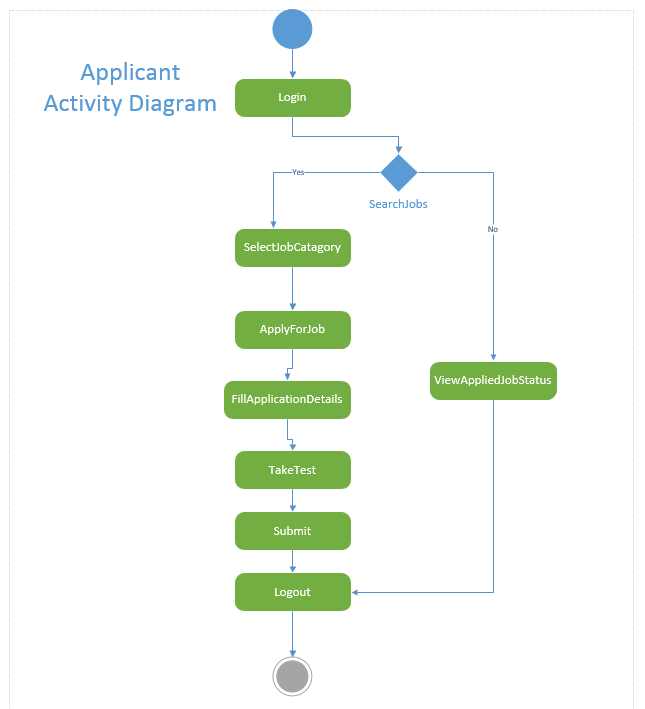 Applicant
Activity Diagram
Login
SearchJobs
Yes
No
SelectJobCatagory
ApplyForJob
ViewAppliedJobStatus
FillApplicationDetails
TakeTest
Submit
Logout